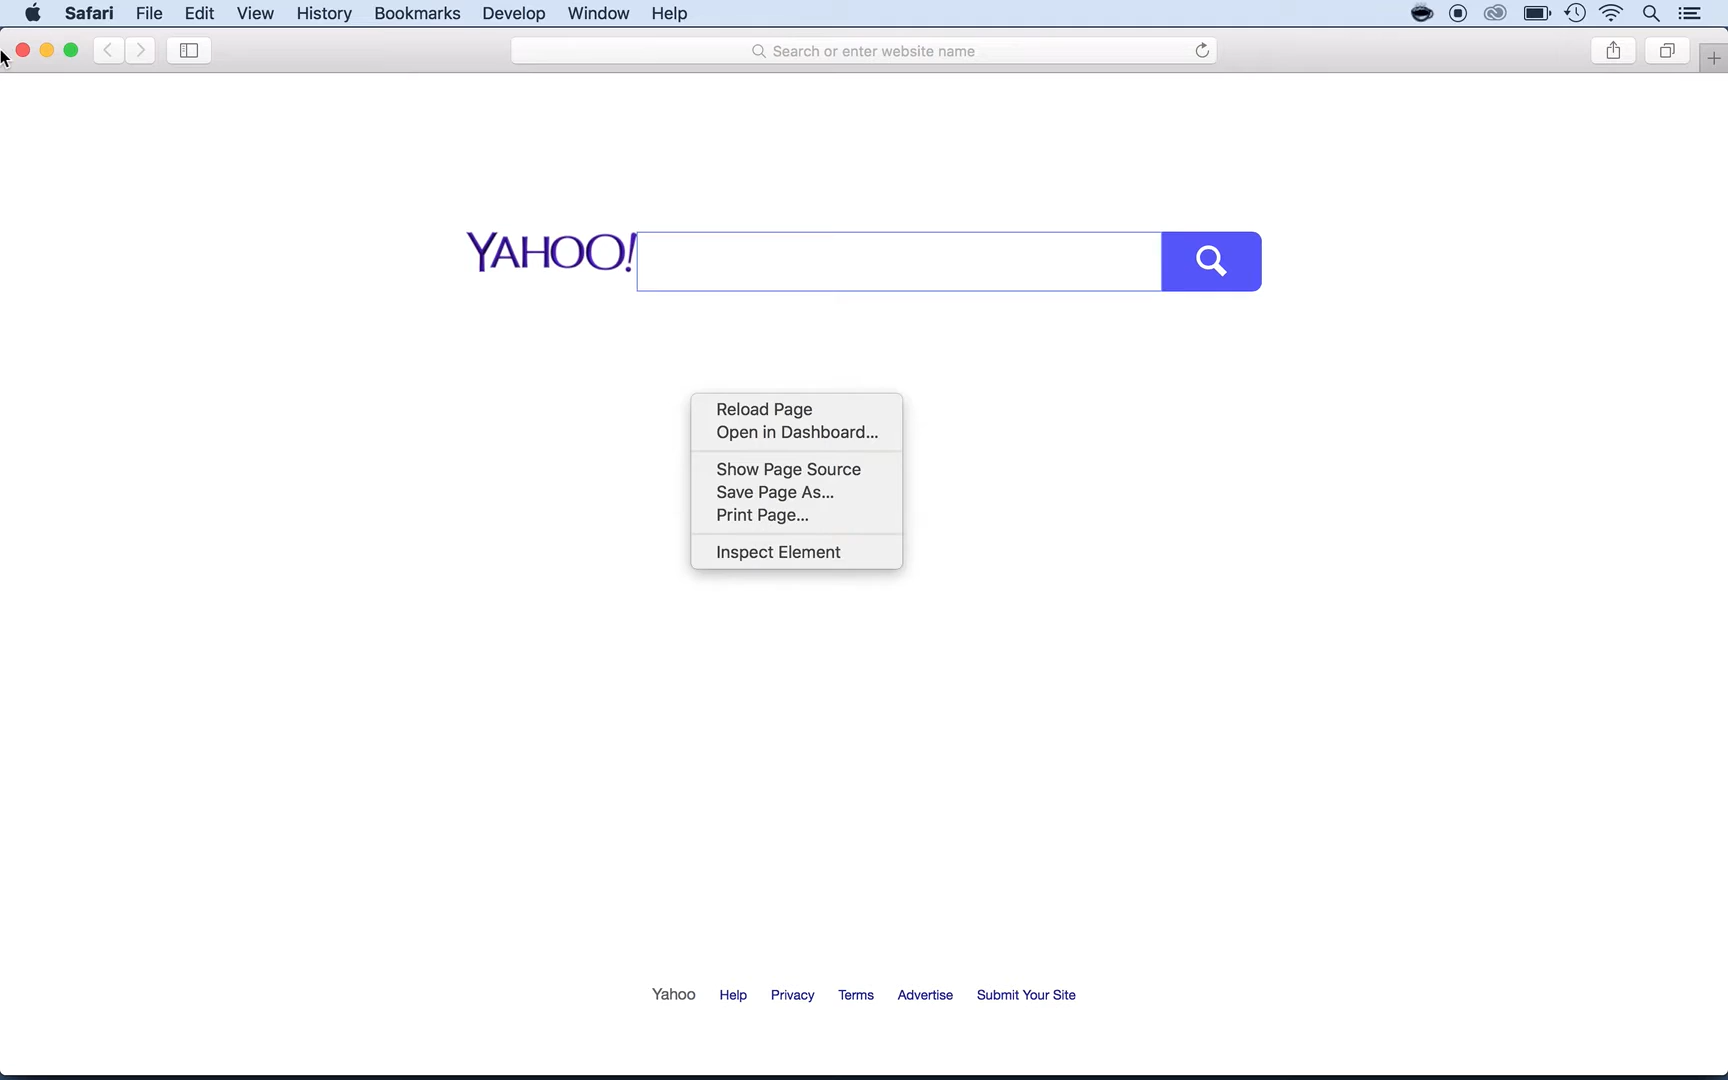 Safari File Edit View History Bookmarks Develop Window Help
Search or enter website name
YAHOO!
Reload Page
Open in Dashboard...
Show Page Source
Save Page As...
Print Page...
Inspect Element
Yahoo Help Privacy Terms Advertise Submit Your Site